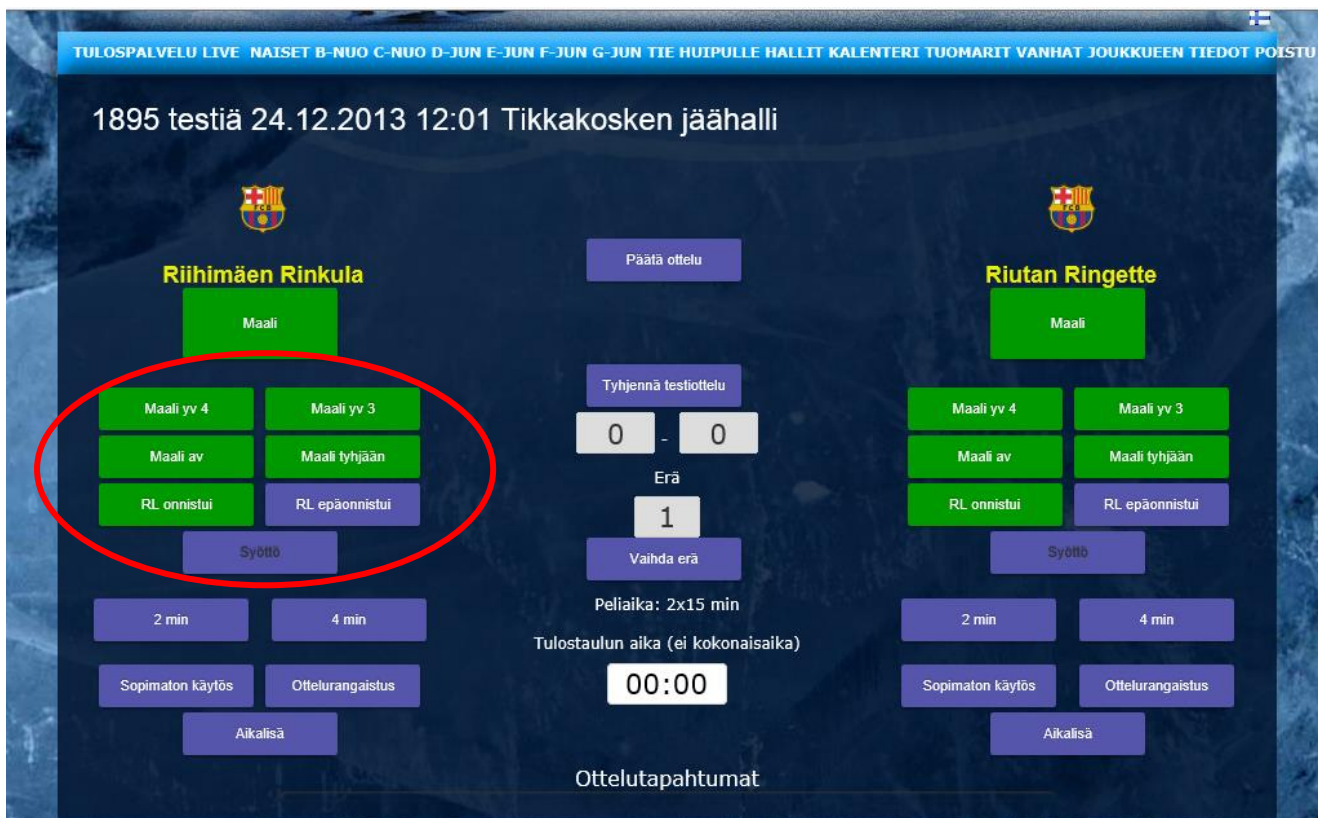 TULOSPALVELU LIVE NAISET B-NUO C-NUO D-JUN E-JUN F-JUN G-JUN TIE HUIPULLE HALLIT KALENTERI TUOMARIT VANHAT JOUKKUEEN TIEDOT POISTU
1895 testiä 24.12.2013 12:01 Tikkakosken jäähalli
FCB
Riihimäen Rinkula
Maali
Maali yv 4 Maali yv 3
Maali av Maali tyhjään
RL onnistui RL epäonnistui
Syöttö
2 min 4 min
Sopimaton käytös Ottelurangaistus
Aikalisä
Päätä ottelu
Tyhjennä testiottelu
0 - 0
Erä
1
Vaihda erä
Peliaika: 2x15 min
Tulostaulun aika (ei kokonaisaika)
00:00
FCB
Riutan Ringette
Maali
Maali yv 4 Maali yv 3
Maali av Maali tyhjään
RL onnistui RL epäonnistui
Syöttö
2 min 4 min
Sopimaton käytös Ottelurangaistus
Aikalisä
Ottelutapahtumat